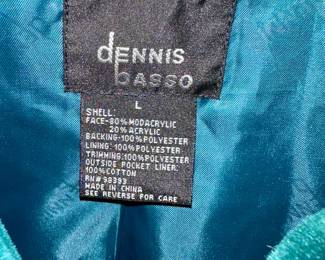 dENNIS
basso
L
SHELL:
FACE-80% MODACRYLIC
20% ACRYLIC
BACKING-100% POLYESTER
LINING: 100% POLYESTER
TRIMMING: 100% POLYESTER
OUTSIDE POCKET LINER:
100% COTTON
RN# 98393
MADE IN CHINA
SEE REVERSE FOR CARE